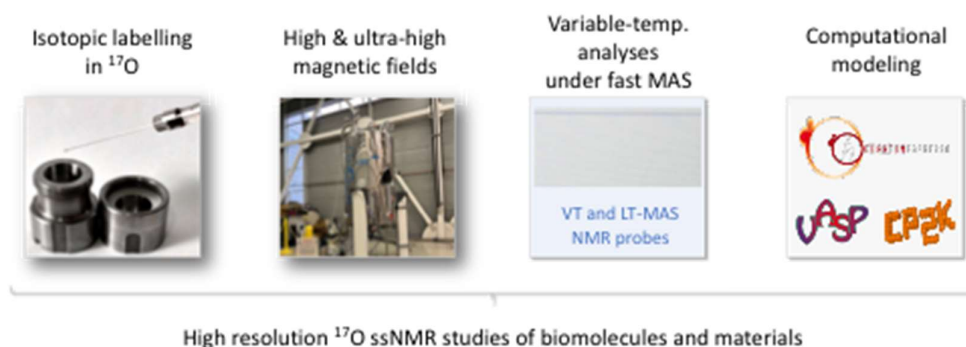 Isotopic labelling
in ¹⁷O
High & ultra-high
magnetic fields
Variable-temp.
analyses
under fast MAS
Computational
modeling
VT and LT-MAS
NMR probes
VASP
CP2K
High resolution ¹⁷O ssNMR studies of biomolecules and materials